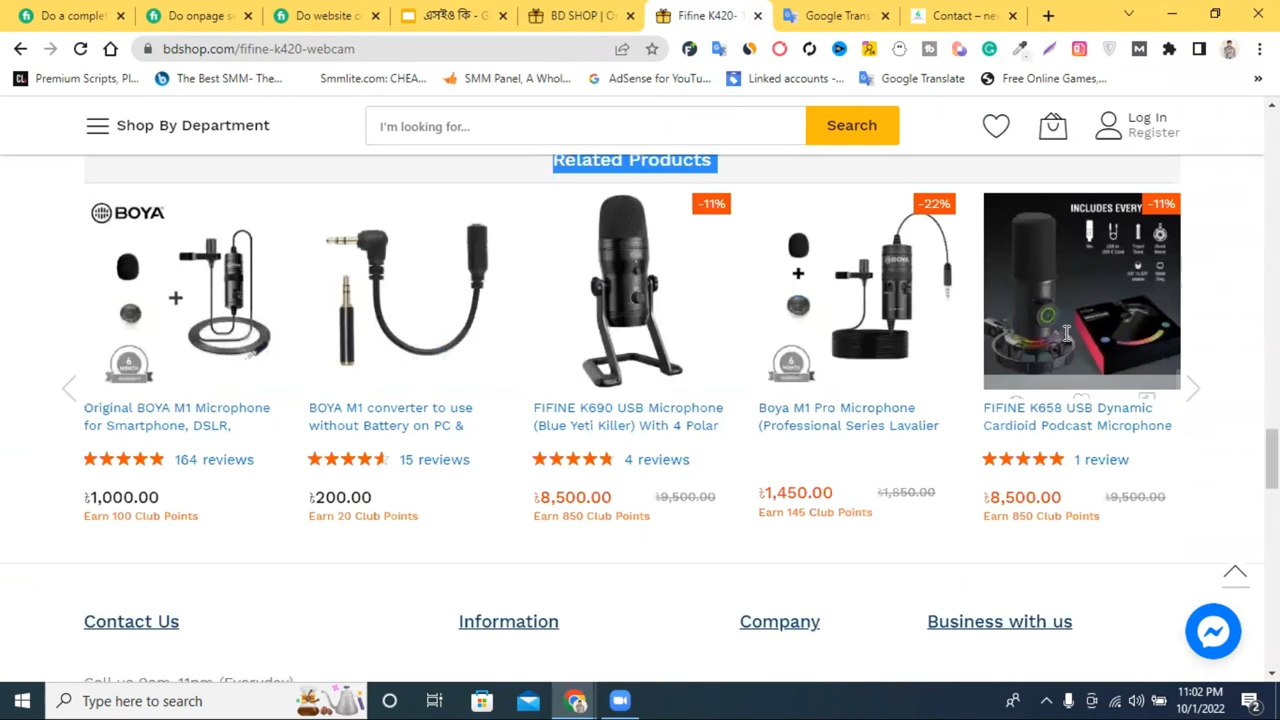 Do a complet
Do onpage s
Do website c
এসইও কি - G
BD SHOP | O
Fifine K420-
Google Trans
Contact – nev
bdshop.com/fifine-k420-webcam
Premium Scripts, Pl...
The Best SMM- The...
Smmlite.com: CHEA...
SMM Panel, A Whol...
AdSense for YouTu...
Linked accounts -...
Google Translate
Free Online Games,...
Shop By Department
I'm looking for...
Search
Log In
Register
Related Products
BOYA
-11%
-22%
INCLUDES EVERY
-11%
Original BOYA M1 Microphone
for Smartphone, DSLR,
BOYA M1 converter to use
without Battery on PC &
FIFINE K690 USB Microphone
(Blue Yeti Killer) With 4 Polar
Boya M1 Pro Microphone
(Professional Series Lavalier
FIFINE K658 USB Dynamic
Cardioid Podcast Microphone
164 reviews
15 reviews
4 reviews
1 review
৳1,000.00
৳200.00
৳8,500.00 ৳9,500.00
৳1,450.00 ৳1,850.00
৳8,500.00 ৳9,500.00
Earn 100 Club Points
Earn 20 Club Points
Earn 850 Club Points
Earn 145 Club Points
Earn 850 Club Points
Contact Us
Information
Company
Business with us
Call us 9am-11pm (Everyday)
Type here to search
11:02 PM
10/1/2022
2